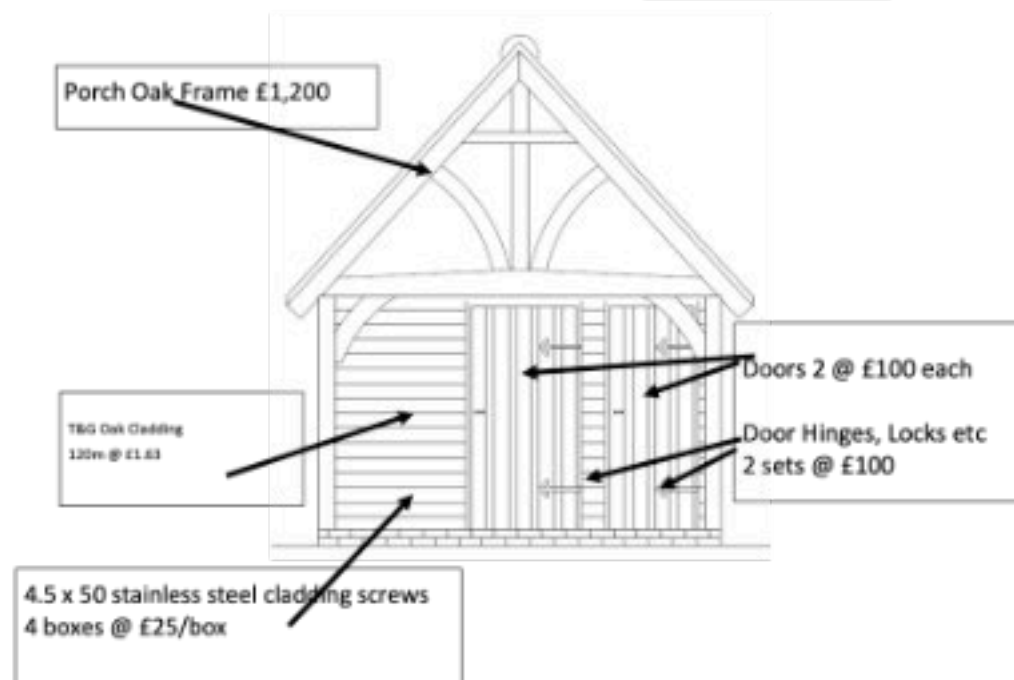 Porch Oak Frame £1,200
Doors 2 @ £100 each
T&G Oak Cladding
120m @ £1.63
Door Hinges, Locks etc
2 sets @ £100
4.5 x 50 stainless steel cladding screws
4 boxes @ £25/box